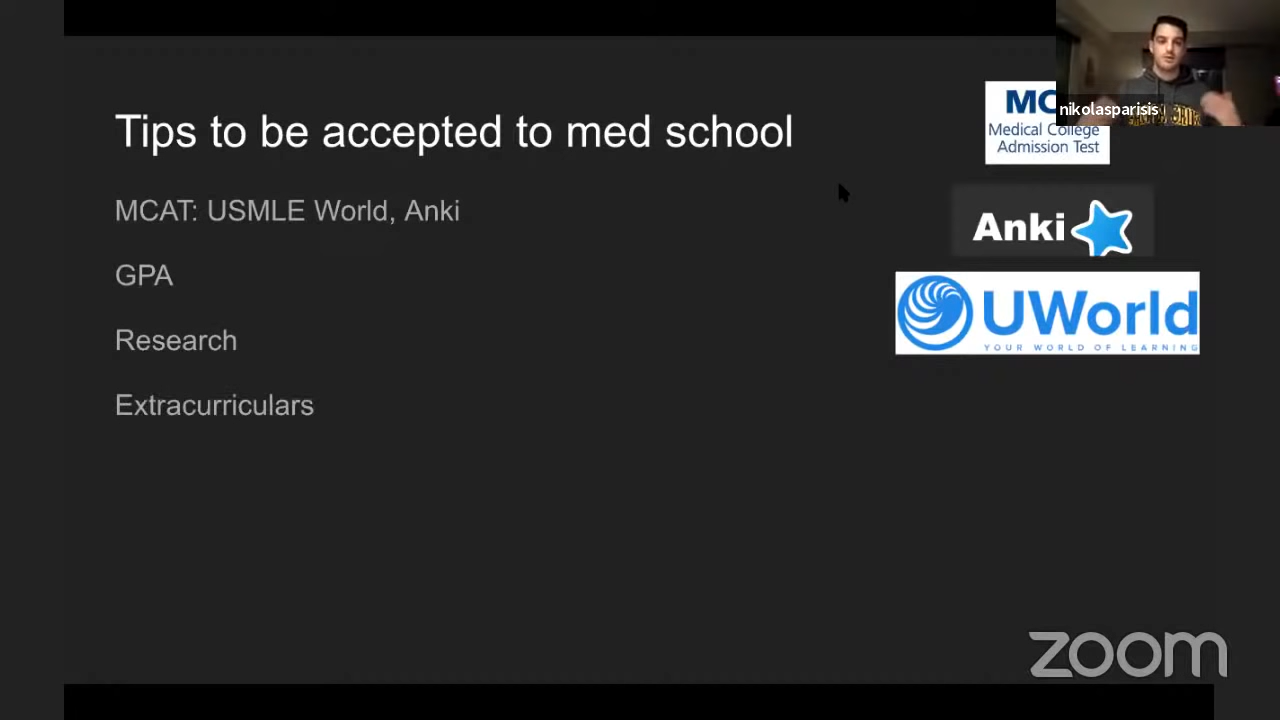 Tips to be accepted to med school
MCAT: USMLE World, Anki
GPA
Research
Extracurriculars
nikolasparisis
MC
Medical College
Admission Test
Anki
UWorld
YOUR WORLD OF LEARNING
zoom